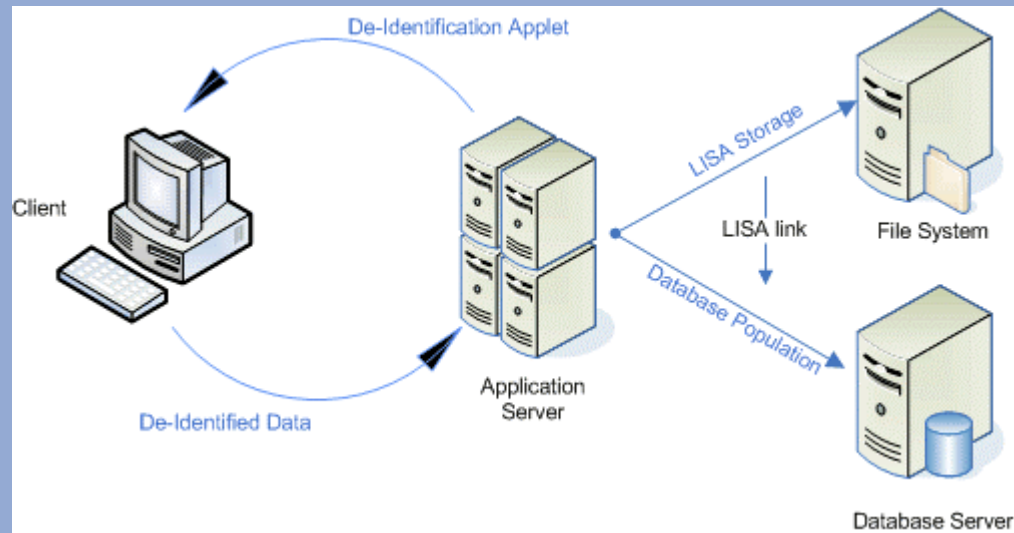 De-Identification Applet
Client
LISA Storage
File System
LISA link
Database Population
Application
Server
De-Identified Data
Database Server